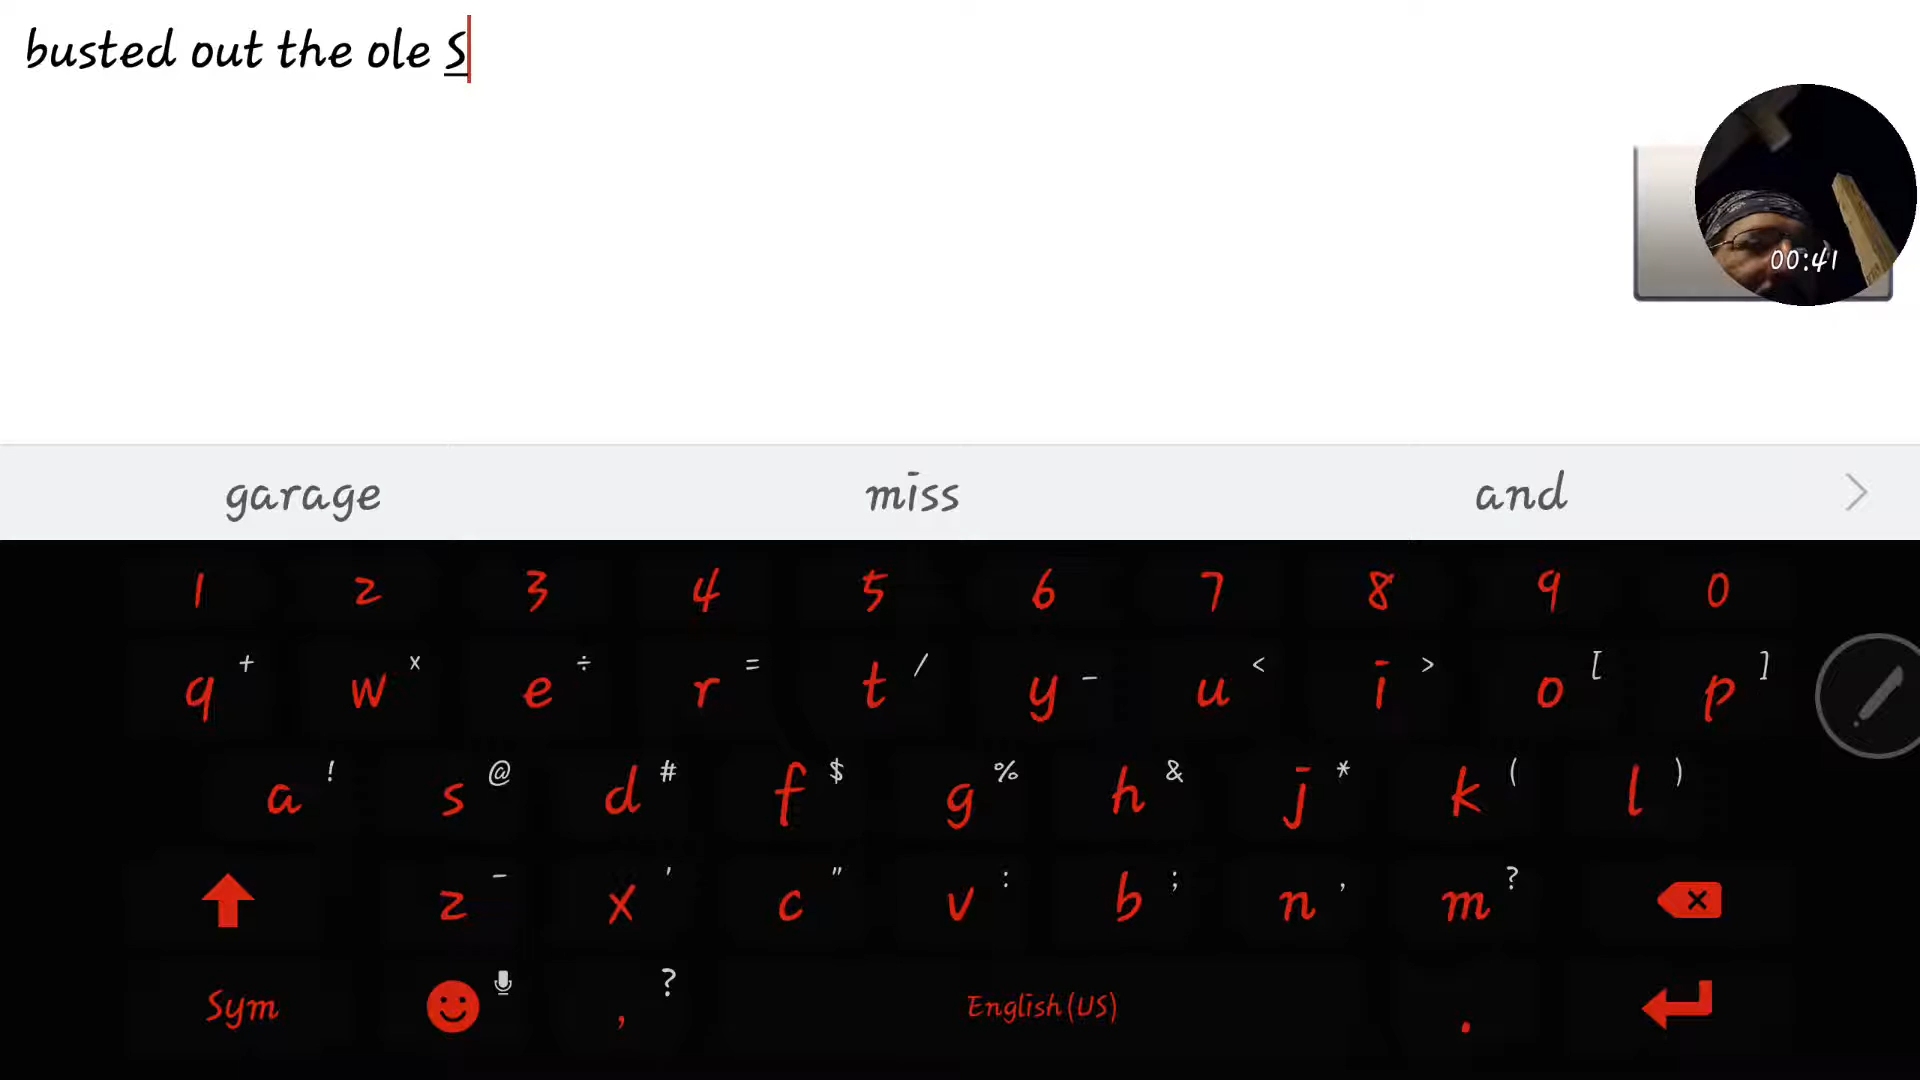 busted out the ole S
00:41
garage miss and
1 2 3 4 5 6 7 8 9 0
q + w × e ÷ r = t / y - u < i > o [ p ]
a ! s @ d # f $ g % h & j * k ( l )
z - x ' c " v : b ; n , m ?
Sym , ? English (US) .